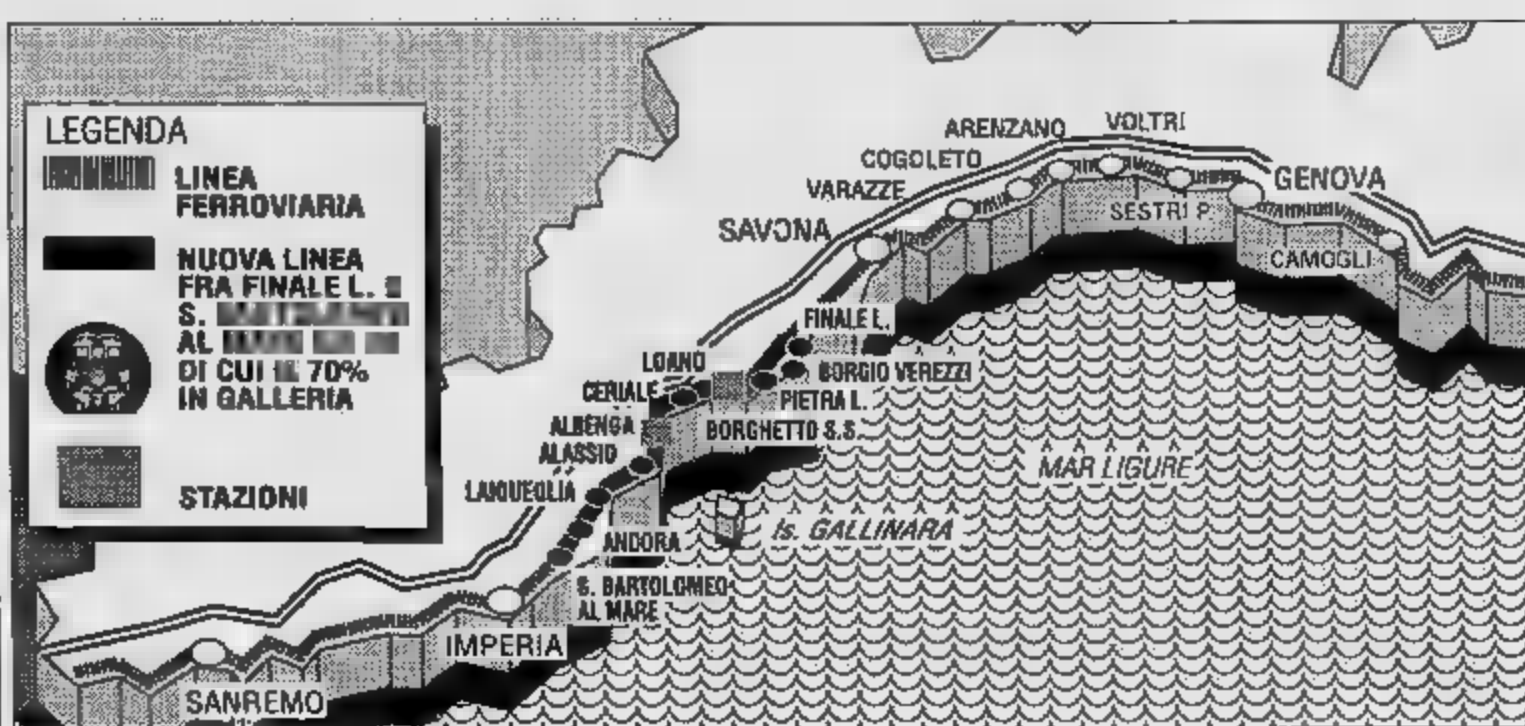 LEGENDA
LINEA
FERROVIARIA
NUOVA LINEA
FRA FINALE L.
S.
AL
DI CUI 70%
IN GALLERIA
STAZIONI
ARENZANO
VOLTRI
COGOLETO
VARAZZE
GENOVA
SAVONA
SESTRI P.
CAMOGLI
FINALE L.
LOANO
BORGIO VEREZZI
CERIALE
PIETRA L.
ALBENGA
BORGHETTO S.S.
ALASSIO
MAR LIGURE
LAIGUEGLIA
Is. GALLINARA
ANDORA
S. BARTOLOMEO
AL MARE
IMPERIA
SANREMO